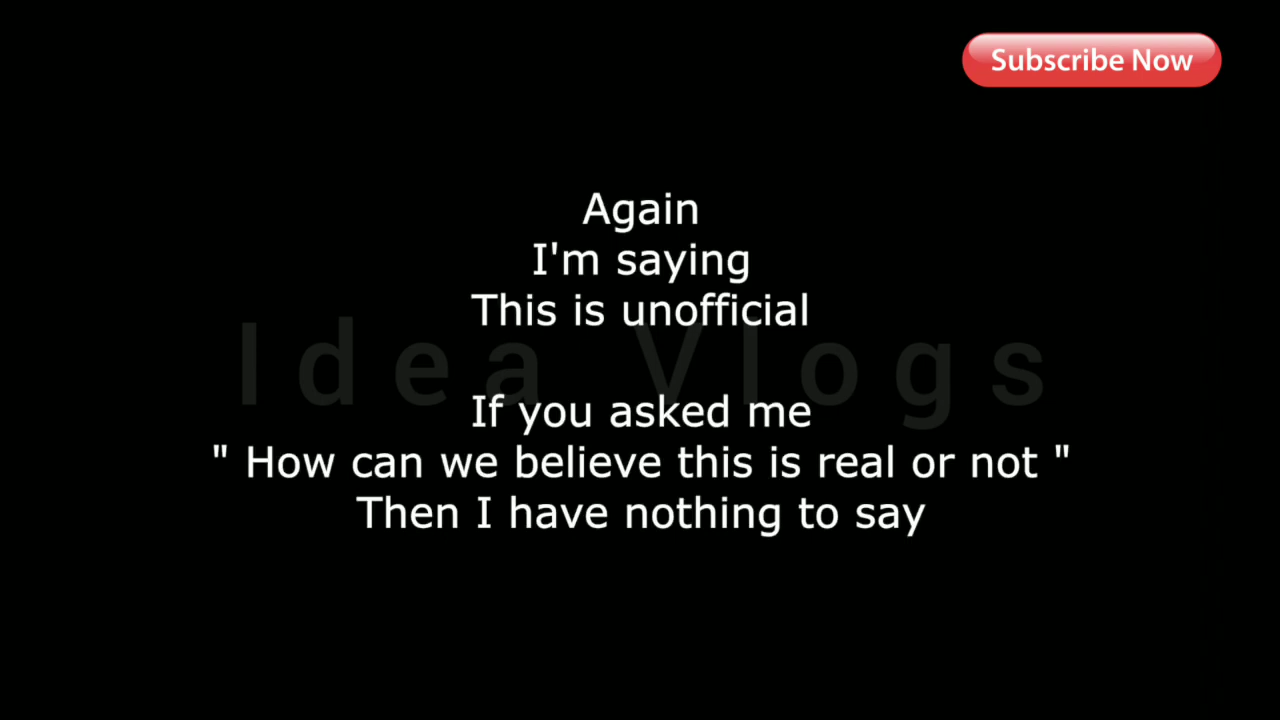 Subscribe Now
Again
I'm saying
This is unofficial
Idea Vlogs
If you asked me
" How can we believe this is real or not "
Then I have nothing to say